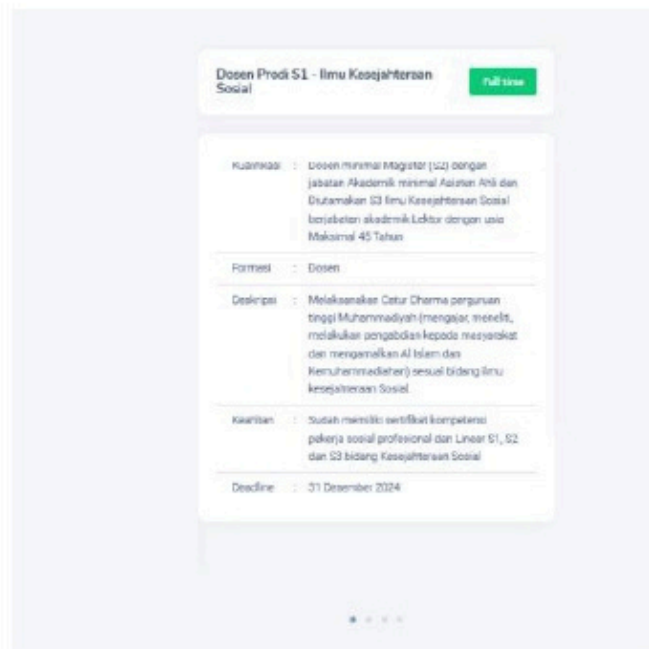 Dosen Prodi S1 - Ilmu Kesejahteraan
Sosial
Full time
Kualifikasi : Dosen minimal Magister (S2) dengan
jabatan Akademik minimal Asisten Ahli dan
Diutamakan S3 Ilmu Kesejahteraan Sosial
berjabatan akademik Lektor dengan usia
Maksimal 45 Tahun
Formasi : Dosen
Deskripsi : Melaksanakan Catur Dharma perguruan
tinggi Muhammadiyah (mengajar, meneliti,
melakukan pengabdian kepada masyarakat
dan mengamalkan Al Islam dan
Kemuhammadiahan) sesuai bidang ilmu
kesejahteraan Sosial
Keahlian : Sudah memiliki sertifikat kompetensi
pekerja sosial profesional dan Linear S1, S2
dan S3 bidang Kesejahteraan Sosial
Deadline : 31 Desember 2024